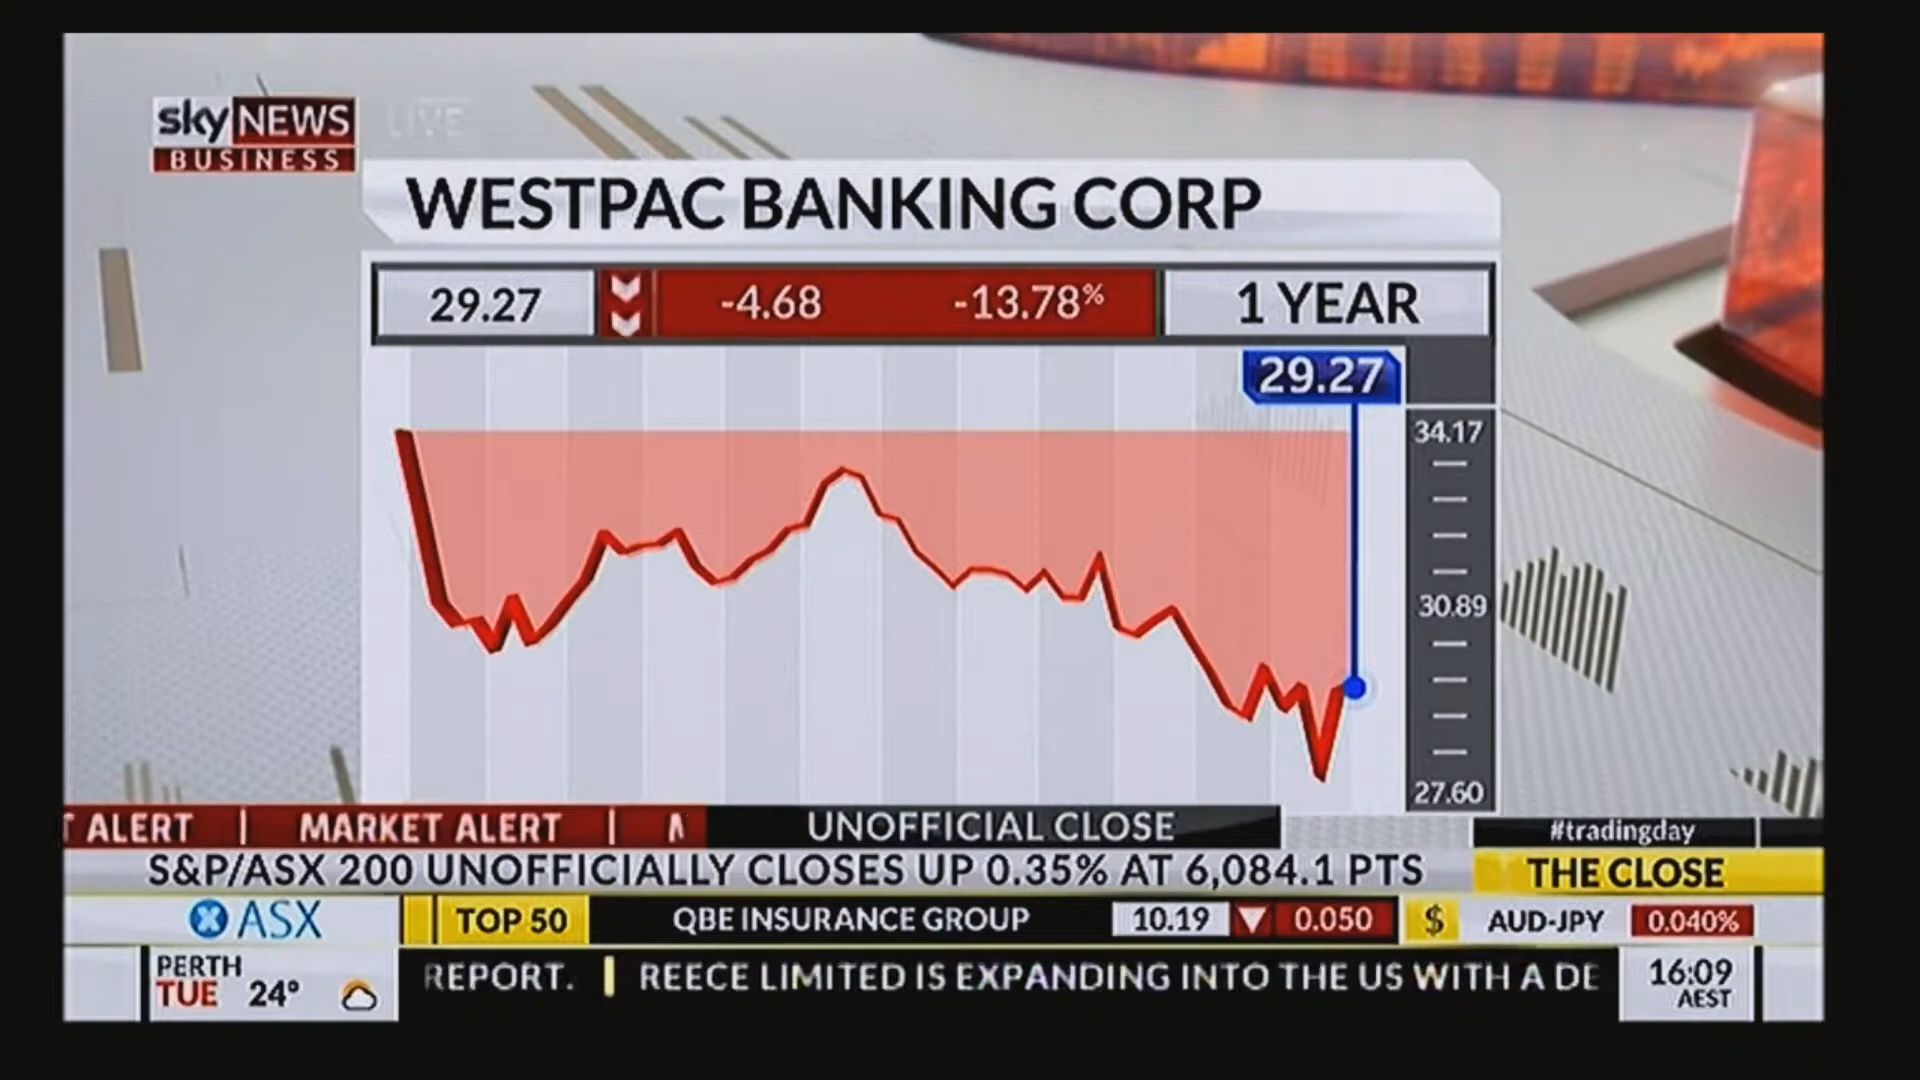 sky NEWS
BUSINESS
LIVE
WESTPAC BANKING CORP
29.27 -4.68 -13.78% 1 YEAR
29.27
34.17
30.89
27.60
T ALERT | MARKET ALERT | M
UNOFFICIAL CLOSE
#tradingday
S&P/ASX 200 UNOFFICIALLY CLOSES UP 0.35% AT 6,084.1 PTS
THE CLOSE
ASX TOP 50 QBE INSURANCE GROUP 10.19 0.050 $ AUD-JPY 0.040%
PERTH
TUE 24°
REPORT. | REECE LIMITED IS EXPANDING INTO THE US WITH A DE
16:09
AEST